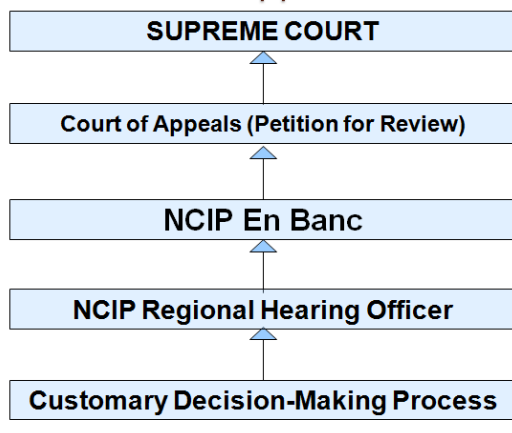 SUPREME COURT
Court of Appeals (Petition for Review)
NCIP En Banc
NCIP Regional Hearing Officer
Customary Decision-Making Process